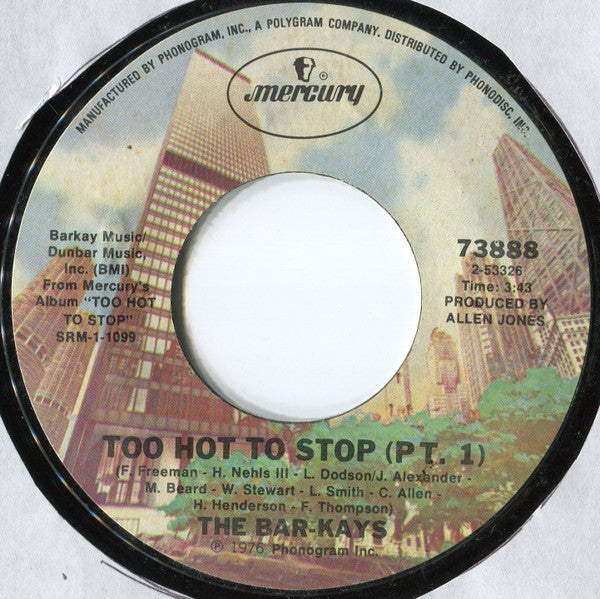 MANUFACTURED BY PHONOGRAM, INC., A POLYGRAM COMPANY. DISTRIBUTED BY PHONODISC, INC.
mercury ®
Barkay Music/
Dunbar Music,
Inc. (BMI)
From Mercury's
Album "TOO HOT
TO STOP"
SRM-1-1099
73888
2-53326
Time: 3:43
PRODUCED BY
ALLEN JONES
TOO HOT TO STOP (PT. 1)
(F. Freeman - H. Nehls III - L. Dodson/J. Alexander -
M. Beard - W. Stewart - L. Smith - C. Allen -
H. Henderson - F. Thompson)
THE BAR-KAYS
℗ 1976 Phonogram Inc.